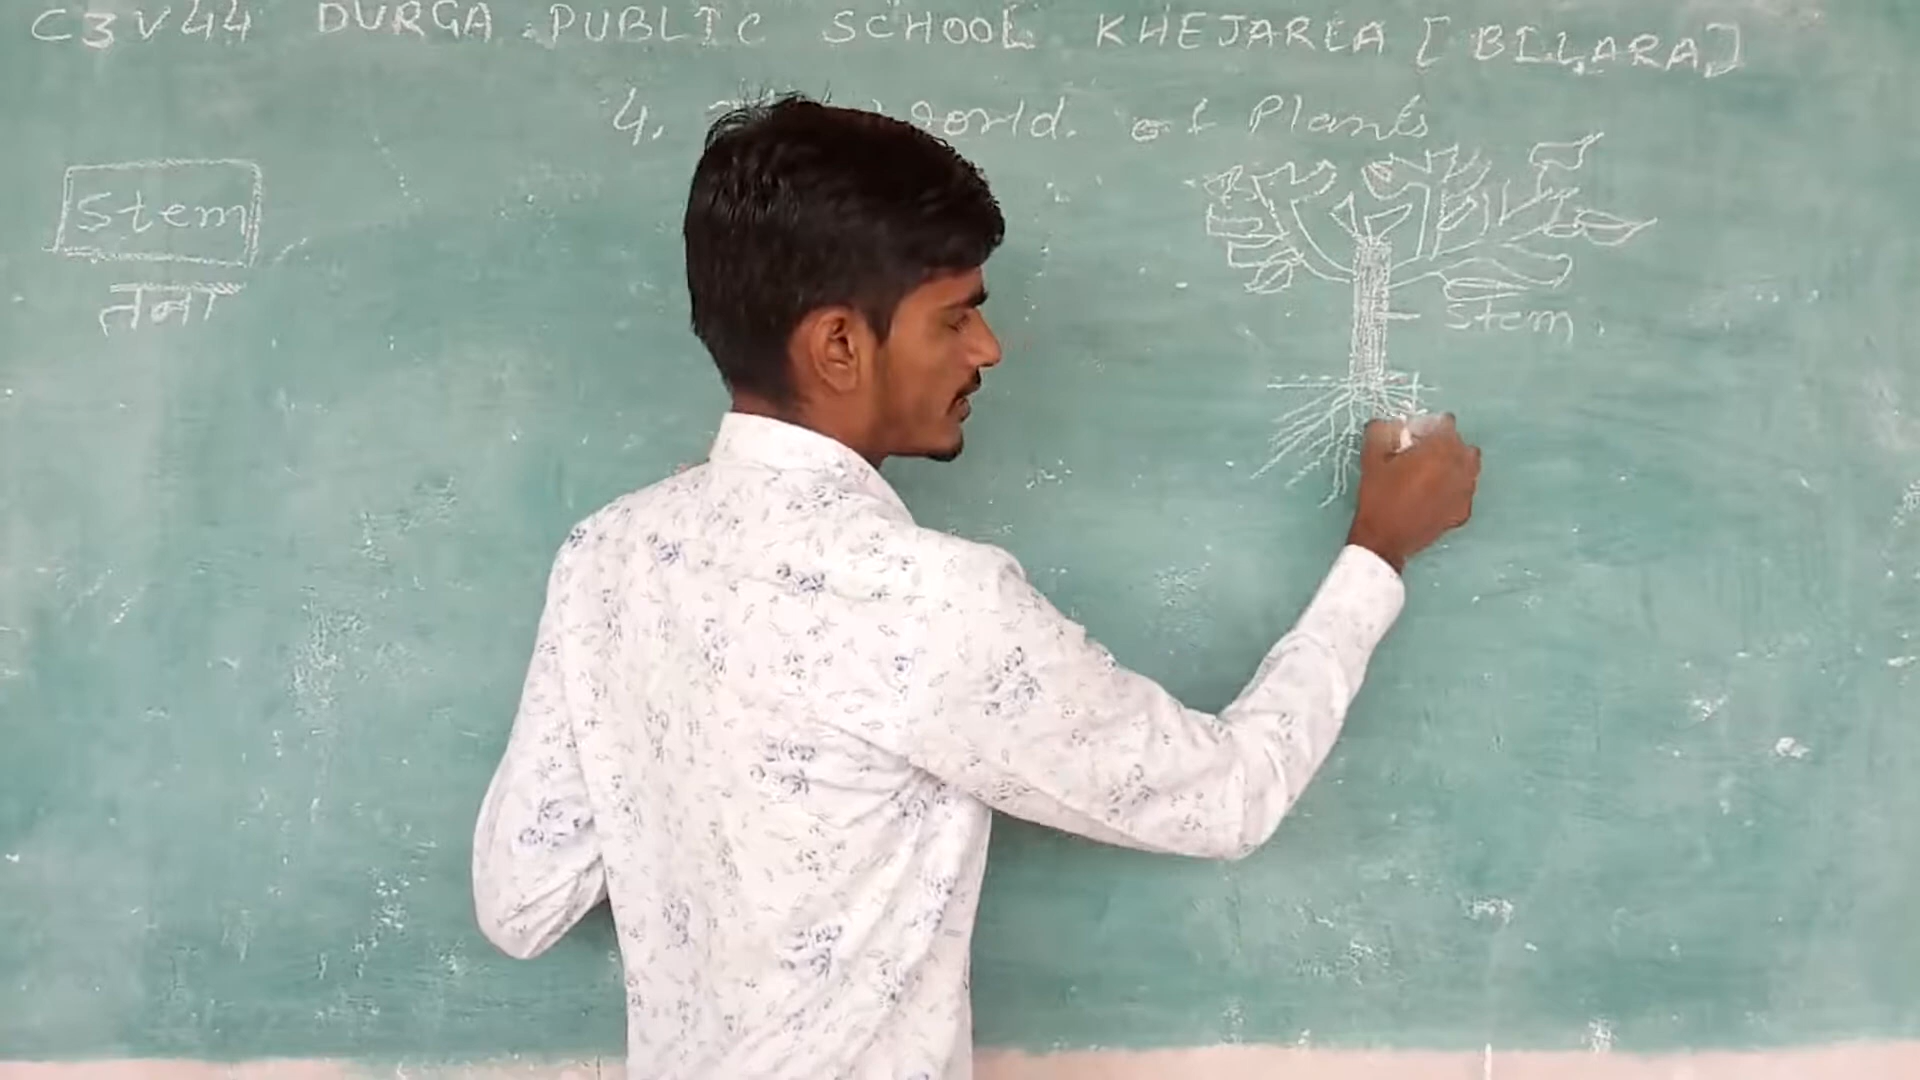 C3V44 DURGA PUBLIC SCHOOL KHEJARLA [BILARA]
4. World. of Plants
Stem
तना
Stem